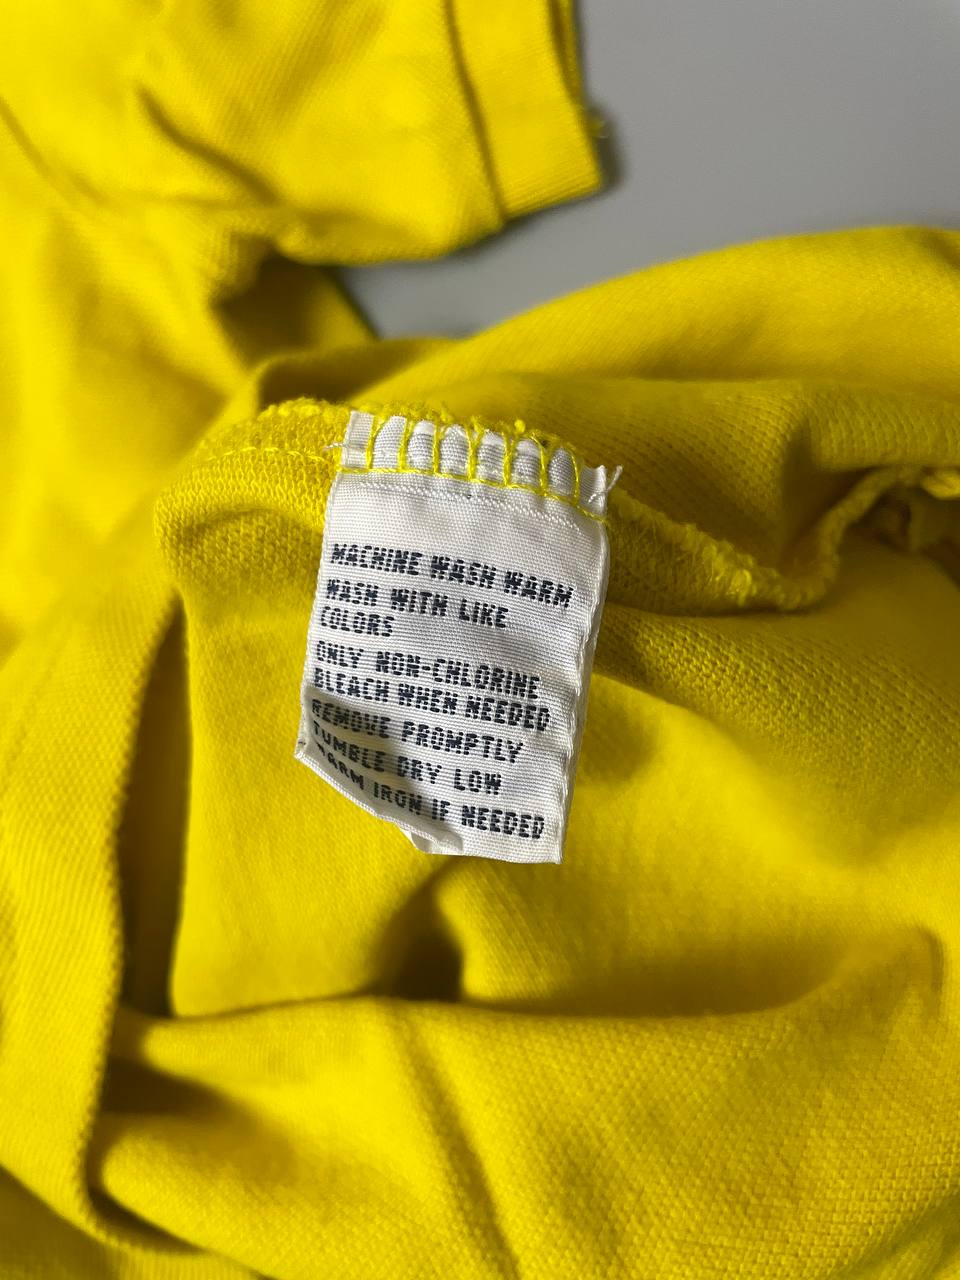 MACHINE WASH WARM
WASH WITH LIKE
COLORS
ONLY NON-CHLORINE
BLEACH WHEN NEEDED
REMOVE PROMPTLY
TUMBLE DRY LOW
WARM IRON IF NEEDED